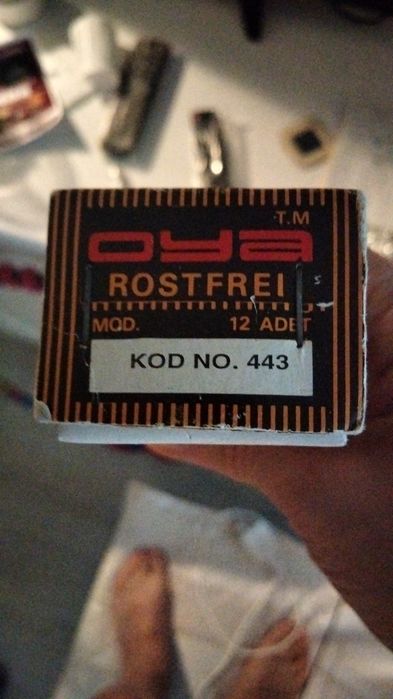 T.M
oya
ROSTFREI
MOD. 12 ADET
KOD NO. 443